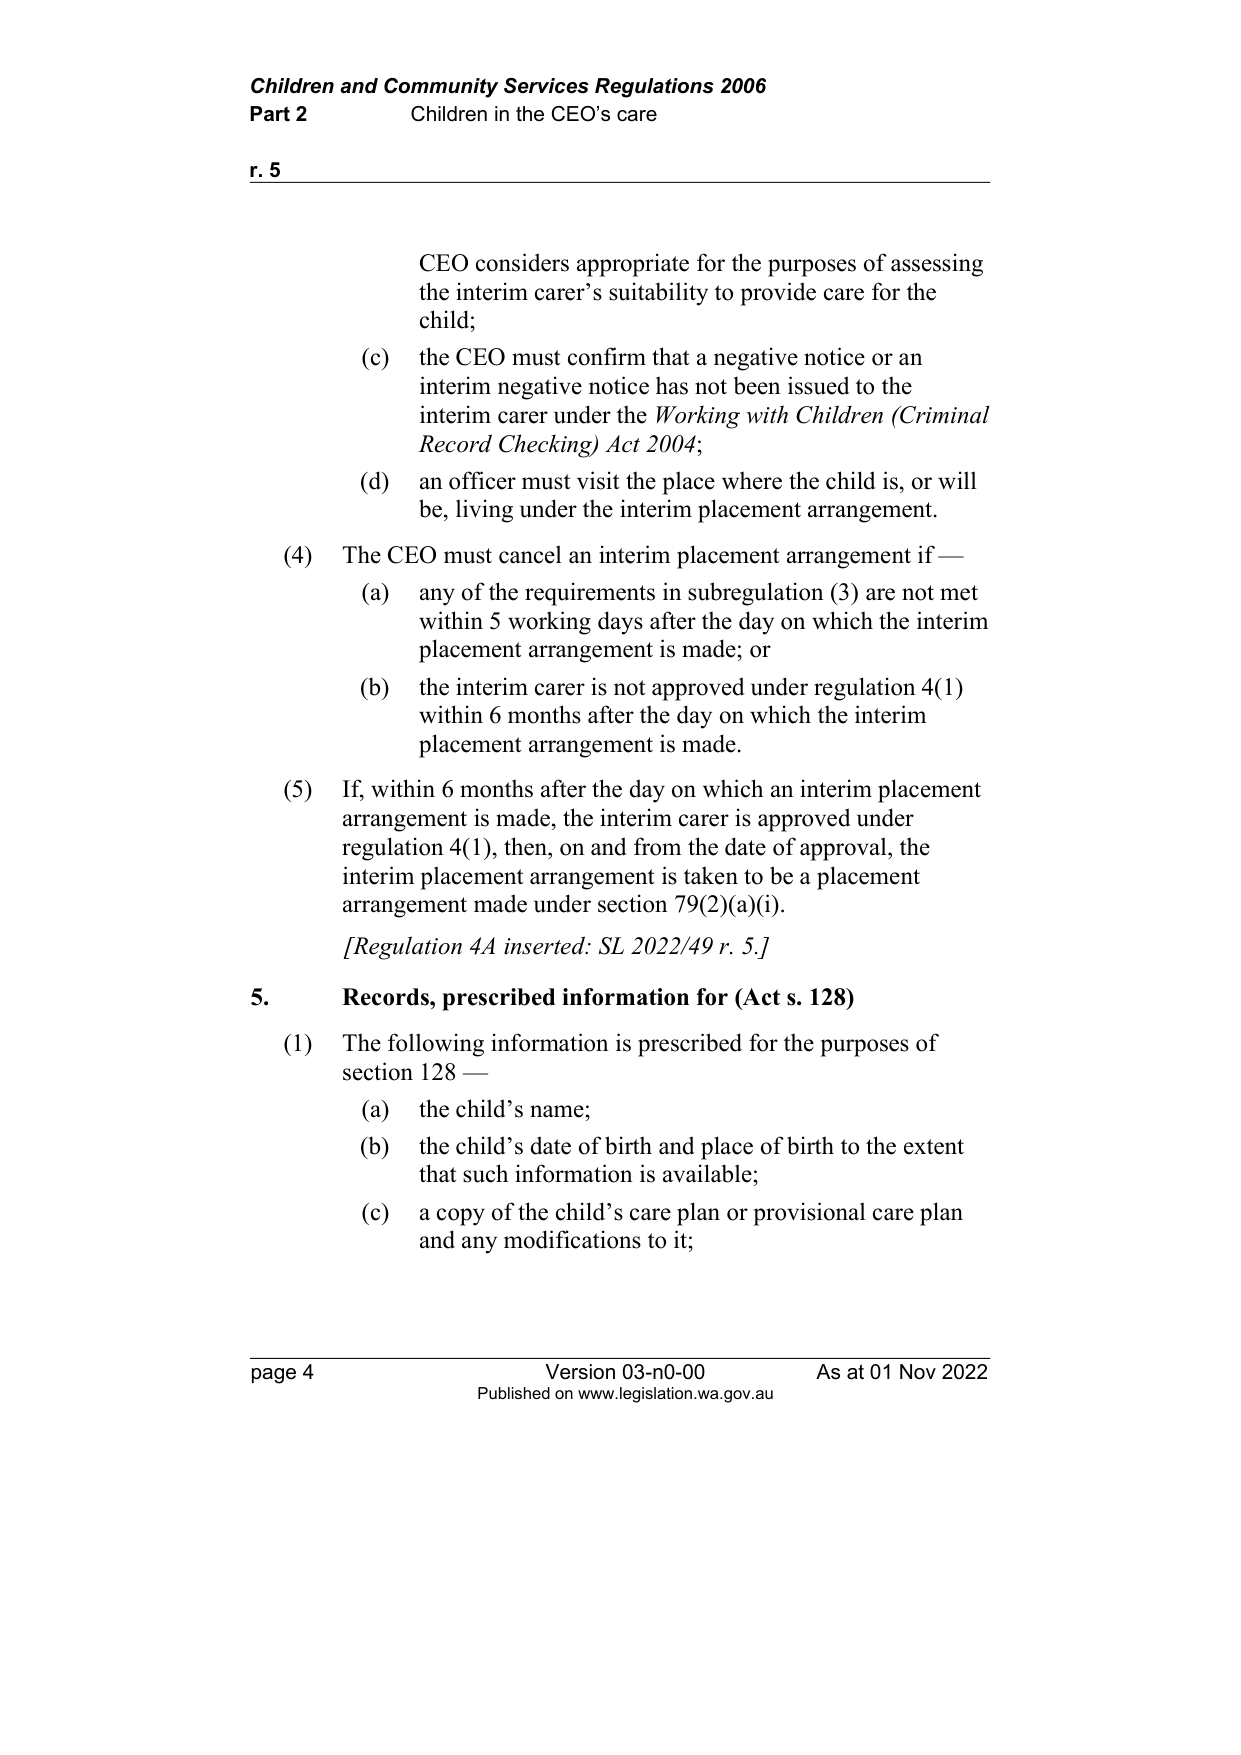 Children and Community Services Regulations 2006
Part 2 Children in the CEO’s care
r. 5
CEO considers appropriate for the purposes of assessing
the interim carer’s suitability to provide care for the
child;
(c) the CEO must confirm that a negative notice or an
interim negative notice has not been issued to the
interim carer under the Working with Children (Criminal
Record Checking) Act 2004;
(d) an officer must visit the place where the child is, or will
be, living under the interim placement arrangement.
(4) The CEO must cancel an interim placement arrangement if —
(a) any of the requirements in subregulation (3) are not met
within 5 working days after the day on which the interim
placement arrangement is made; or
(b) the interim carer is not approved under regulation 4(1)
within 6 months after the day on which the interim
placement arrangement is made.
(5) If, within 6 months after the day on which an interim placement
arrangement is made, the interim carer is approved under
regulation 4(1), then, on and from the date of approval, the
interim placement arrangement is taken to be a placement
arrangement made under section 79(2)(a)(i).
[Regulation 4A inserted: SL 2022/49 r. 5.]
5. Records, prescribed information for (Act s. 128)
(1) The following information is prescribed for the purposes of
section 128 —
(a) the child’s name;
(b) the child’s date of birth and place of birth to the extent
that such information is available;
(c) a copy of the child’s care plan or provisional care plan
and any modifications to it;
page 4 Version 03-n0-00 As at 01 Nov 2022
Published on www.legislation.wa.gov.au